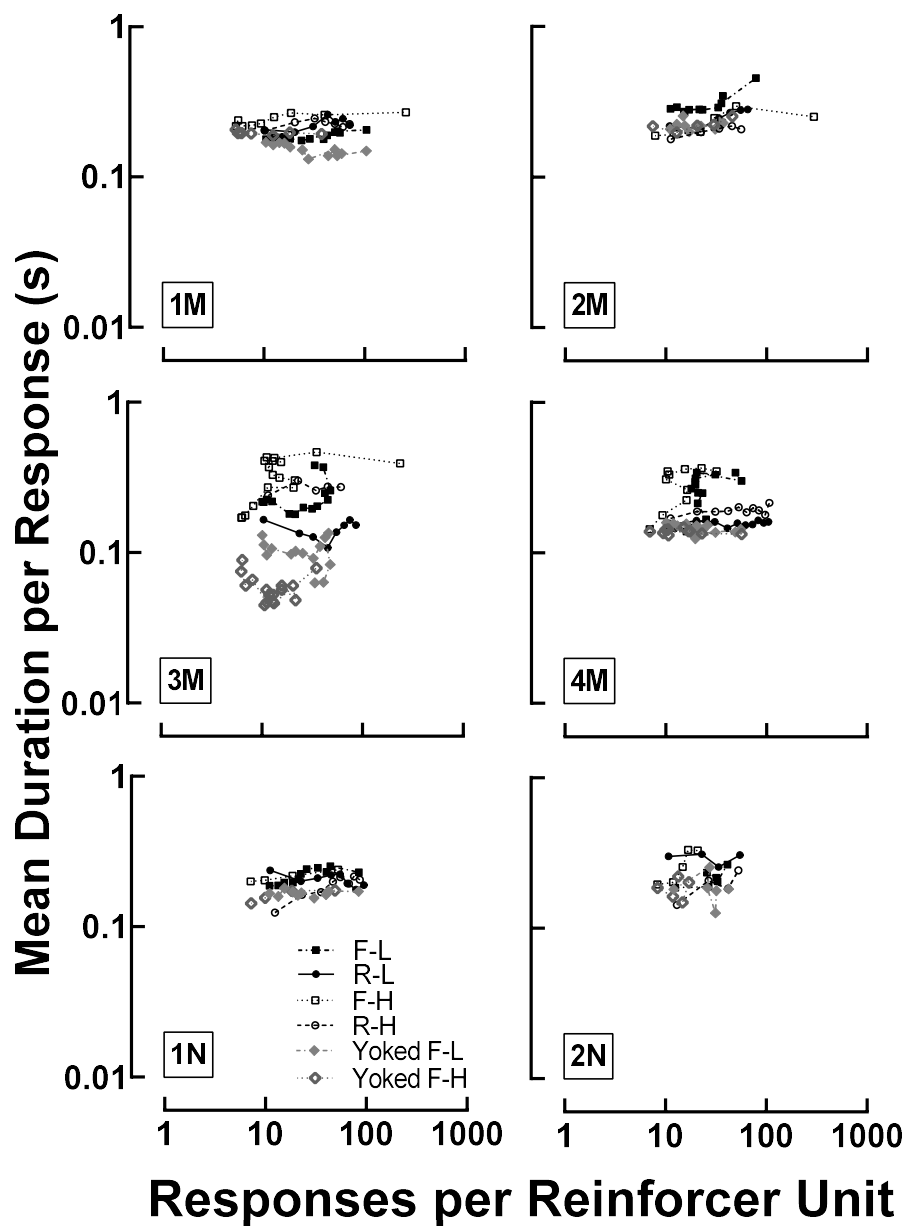 Mean Duration per Response (s)
1
0.1
0.01
1M
2M
1
0.1
0.01
3M
4M
1
0.1
0.01
1N
2N
F-L
R-L
F-H
R-H
Yoked F-L
Yoked F-H
1 10 100 1000
1 10 100 1000
Responses per Reinforcer Unit